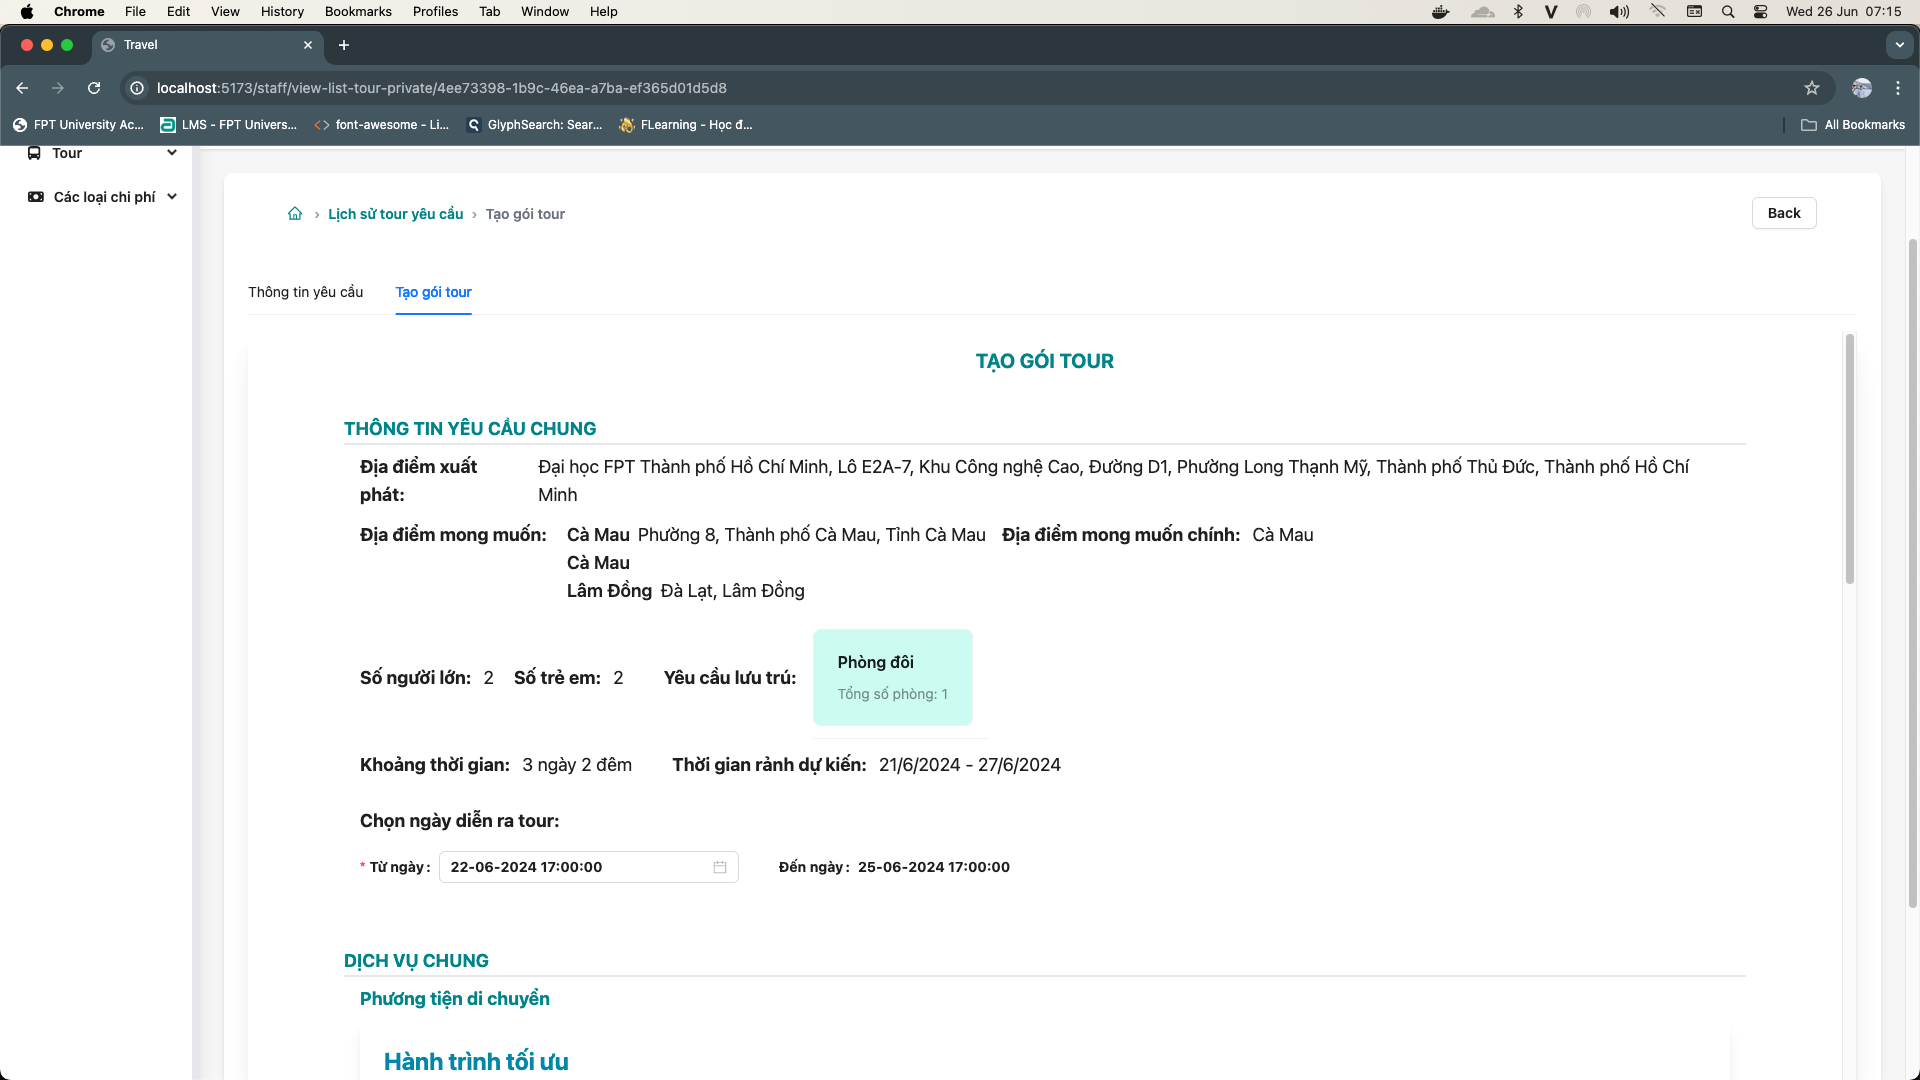 Chrome File Edit View History Bookmarks Profiles Tab Window Help Wed 26 Jun 07:15
Travel
localhost:5173/staff/view-list-tour-private/4ee73398-1b9c-46ea-a7ba-ef365d01d5d8
FPT University Ac... LMS - FPT Univers... font-awesome - Li... GlyphSearch: Sear... FLearning - Học đ... All Bookmarks
Tour
Các loại chi phí
Lịch sử tour yêu cầu › Tạo gói tour
Back
Thông tin yêu cầu Tạo gói tour
TẠO GÓI TOUR
THÔNG TIN YÊU CẦU CHUNG
Địa điểm xuất phát: Đại học FPT Thành phố Hồ Chí Minh, Lô E2A-7, Khu Công nghệ Cao, Đường D1, Phường Long Thạnh Mỹ, Thành phố Thủ Đức, Thành phố Hồ Chí
Minh
Địa điểm mong muốn: Cà Mau Phường 8, Thành phố Cà Mau, Tỉnh Cà Mau Địa điểm mong muốn chính: Cà Mau
Cà Mau
Lâm Đồng Đà Lạt, Lâm Đồng
Số người lớn: 2 Số trẻ em: 2 Yêu cầu lưu trú:
Phòng đôi
Tổng số phòng: 1
Khoảng thời gian: 3 ngày 2 đêm Thời gian rảnh dự kiến: 21/6/2024 - 27/6/2024
Chọn ngày diễn ra tour:
* Từ ngày : 22-06-2024 17:00:00 Đến ngày : 25-06-2024 17:00:00
DỊCH VỤ CHUNG
Phương tiện di chuyển
Hành trình tối ưu